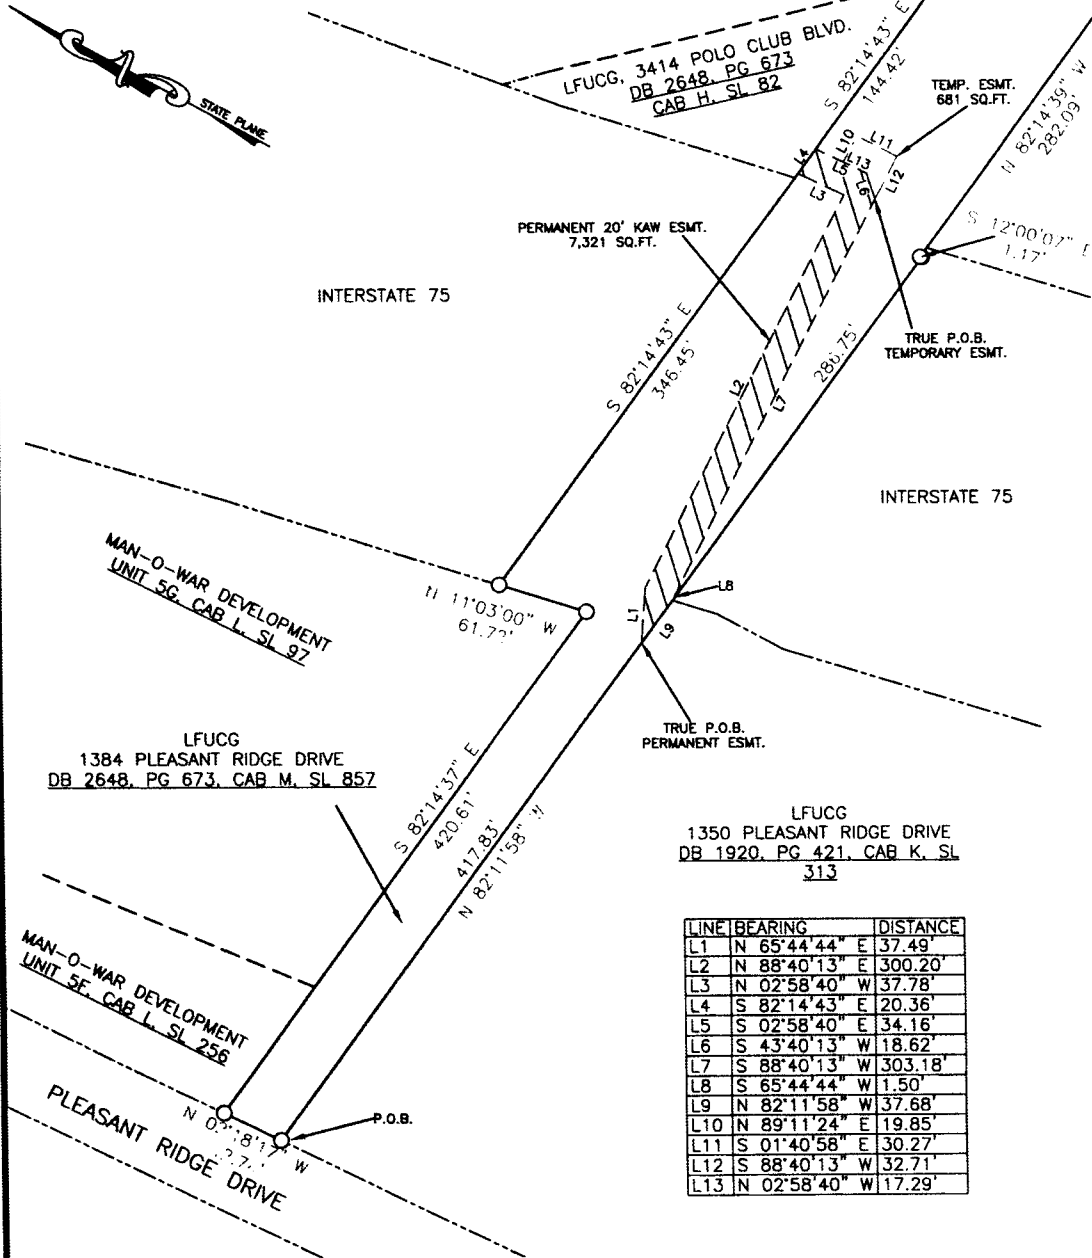 STATE PLANE
LFUCG, 3414 POLO CLUB BLVD.
DB 2648, PG 673
CAB H, SL 82
S 82°14'43" E
144.42'
TEMP. ESMT.
681 SQ.FT.
N 82°14'39" W
282.09'
L4
L10
L11
L13
L5
L3
L6
L12
PERMANENT 20' KAW ESMT.
7,321 SQ.FT.
S 12°00'07" E
1.17'
INTERSTATE 75
TRUE P.O.B.
TEMPORARY ESMT.
S 82°14'43" E
346.45'
286.75'
L2
L7
INTERSTATE 75
MAN-O-WAR DEVELOPMENT
UNIT 5G, CAB L, SL 97
N 11°03'00" W
61.72'
L8
L1
L9
TRUE P.O.B.
PERMANENT ESMT.
LFUCG
1384 PLEASANT RIDGE DRIVE
DB 2648, PG 673, CAB M, SL 857
S 82°14'37" E
420.61'
417.83'
N 82°11'58" W
LFUCG
1350 PLEASANT RIDGE DRIVE
DB 1920, PG 421, CAB K, SL
313
MAN-O-WAR DEVELOPMENT
UNIT 5F, CAB L, SL 256
N W
P.O.B.
PLEASANT RIDGE DRIVE
LINE BEARING DISTANCE
L1 N 65°44'44" E 37.49'
L2 N 88°40'13" E 300.20'
L3 N 02°58'40" W 37.78'
L4 S 82°14'43" E 20.36'
L5 S 02°58'40" E 34.16'
L6 S 43°40'13" W 18.62'
L7 S 88°40'13" W 303.18'
L8 S 65°44'44" W 1.50'
L9 N 82°11'58" W 37.68'
L10 N 89°11'24" E 19.85'
L11 S 01°40'58" E 30.27'
L12 S 88°40'13" W 32.71'
L13 N 02°58'40" W 17.29'